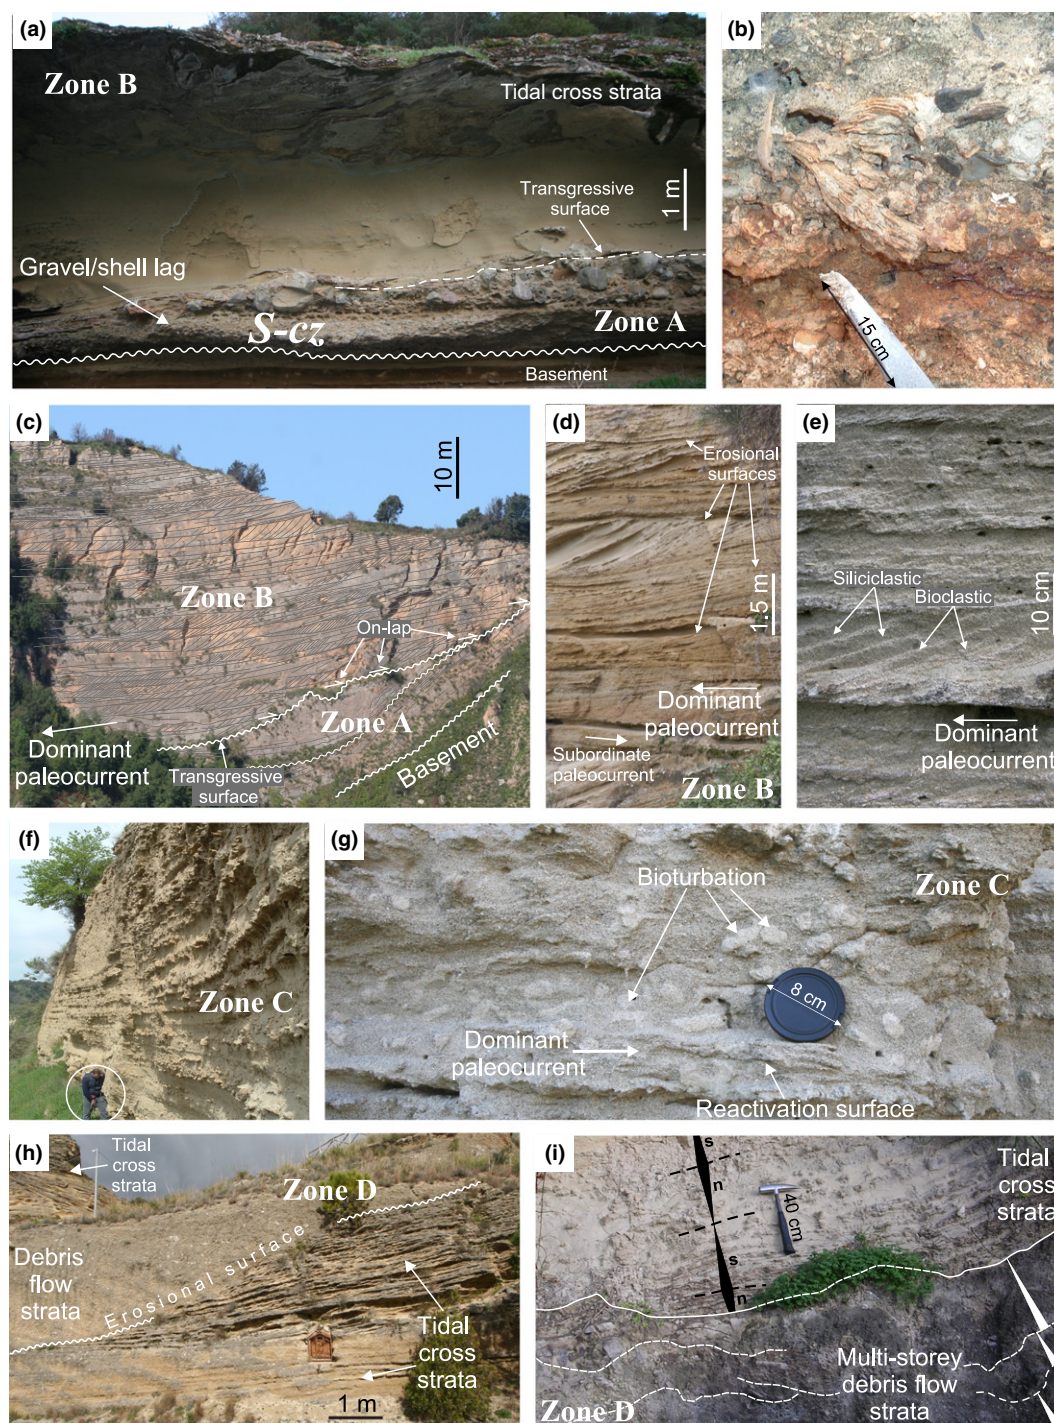 (a)
Zone B
Tidal cross strata
Transgressive
surface
1 m
Gravel/shell lag
S-cz
Zone A
Basement
(b)
15 cm
(c)
10 m
Zone B
On-lap
Zone A
Dominant
paleocurrent
Transgressive
surface
Basement
(d)
Erosional
surfaces
1.5 m
Dominant
paleocurrent
Subordinate
paleocurrent
Zone B
(e)
Siliciclastic
Bioclastic
10 cm
Dominant
paleocurrent
(f)
Zone C
(g)
Bioturbation
Zone C
8 cm
Dominant
paleocurrent
Reactivation surface
(h)
Tidal
cross
strata
Zone D
Debris
flow
strata
Erosional surface
Tidal
cross
strata
1 m
(i)
s
n
40 cm
s
n
Tidal
cross
strata
Multi-storey
debris flow
strata
Zone D